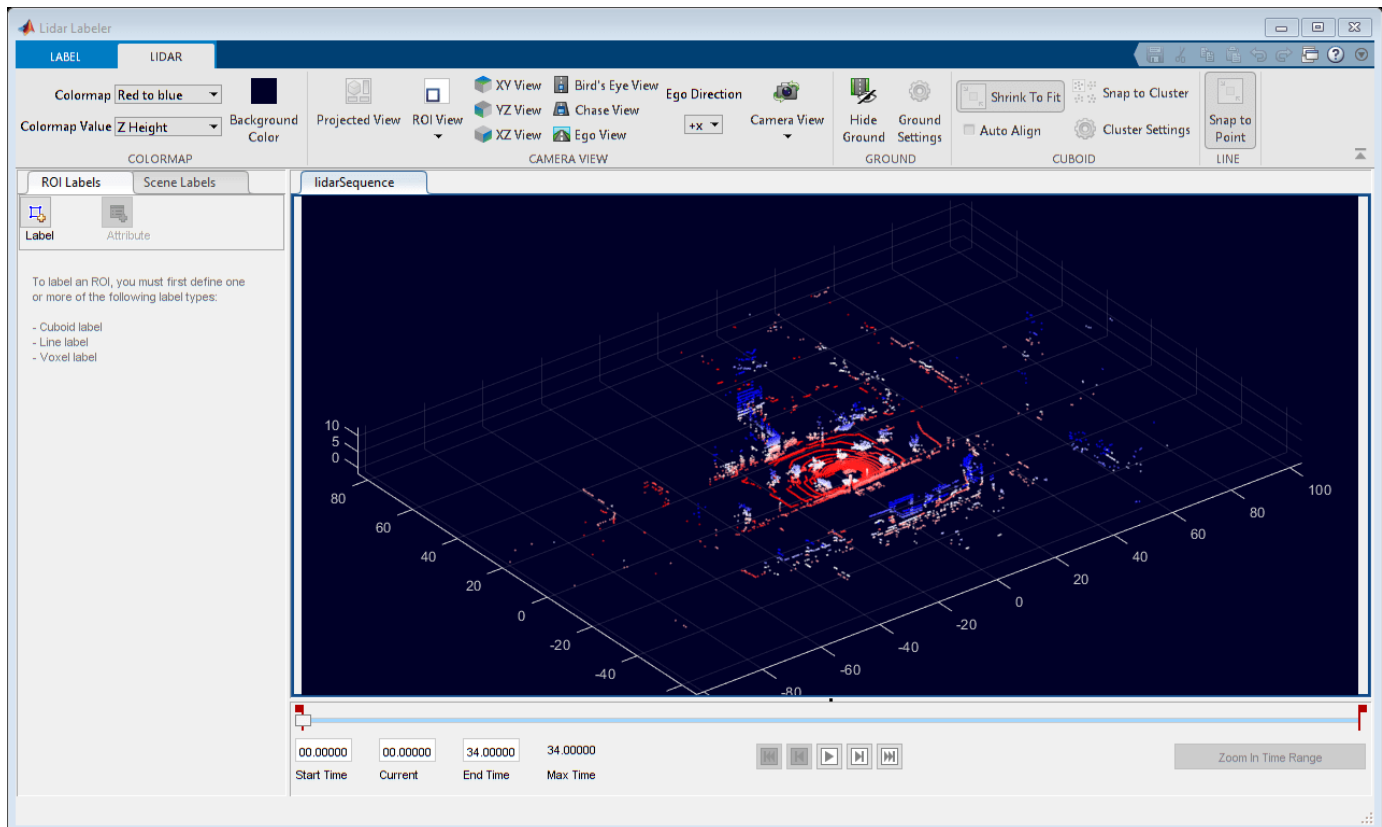 Lidar Labeler
LABEL
LIDAR
Colormap Red to blue
Colormap Value Z Height
Background
Color
COLORMAP
Projected View
ROI View
XY View
YZ View
XZ View
Bird's Eye View
Chase View
Ego View
Ego Direction
+x
Camera View
CAMERA VIEW
Hide
Ground
Ground
Settings
GROUND
Shrink To Fit
Auto Align
Snap to Cluster
Cluster Settings
CUBOID
Snap to
Point
LINE
ROI Labels
Scene Labels
Label
Attribute
To label an ROI, you must first define one
or more of the following label types:
- Cuboid label
- Line label
- Voxel label
lidarSequence
10
5
0
80
60
40
20
0
-20
-40
-80
-60
-40
-20
0
20
40
60
80
100
00.00000
00.00000
34.00000
34.00000
Start Time
Current
End Time
Max Time
Zoom In Time Range